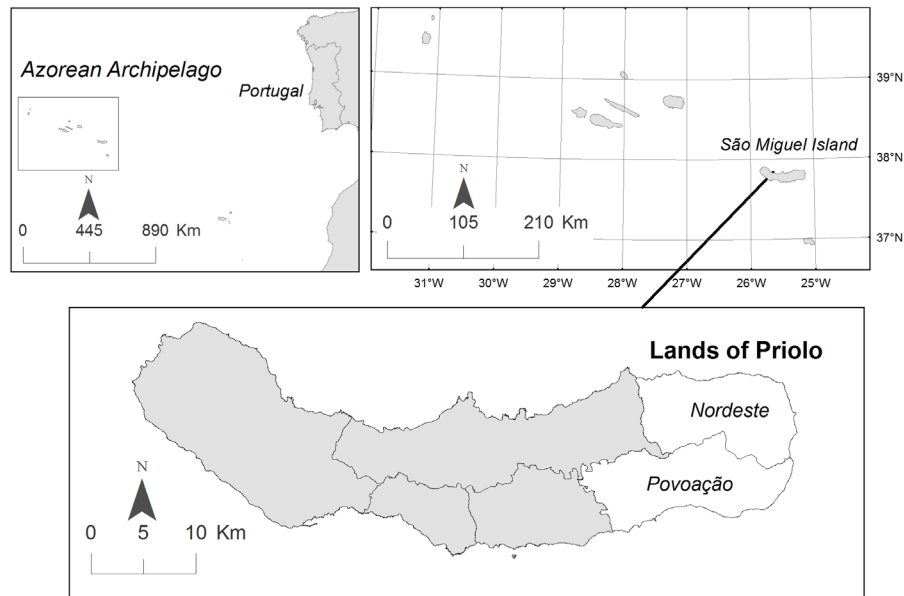 Azorean Archipelago
Portugal
N
0 445 890 Km
39°N
São Miguel Island
38°N
N
0 105 210 Km
37°N
31°W 30°W 29°W 28°W 27°W 26°W 25°W
Lands of Priolo
Nordeste
Povoação
N
0 5 10 Km